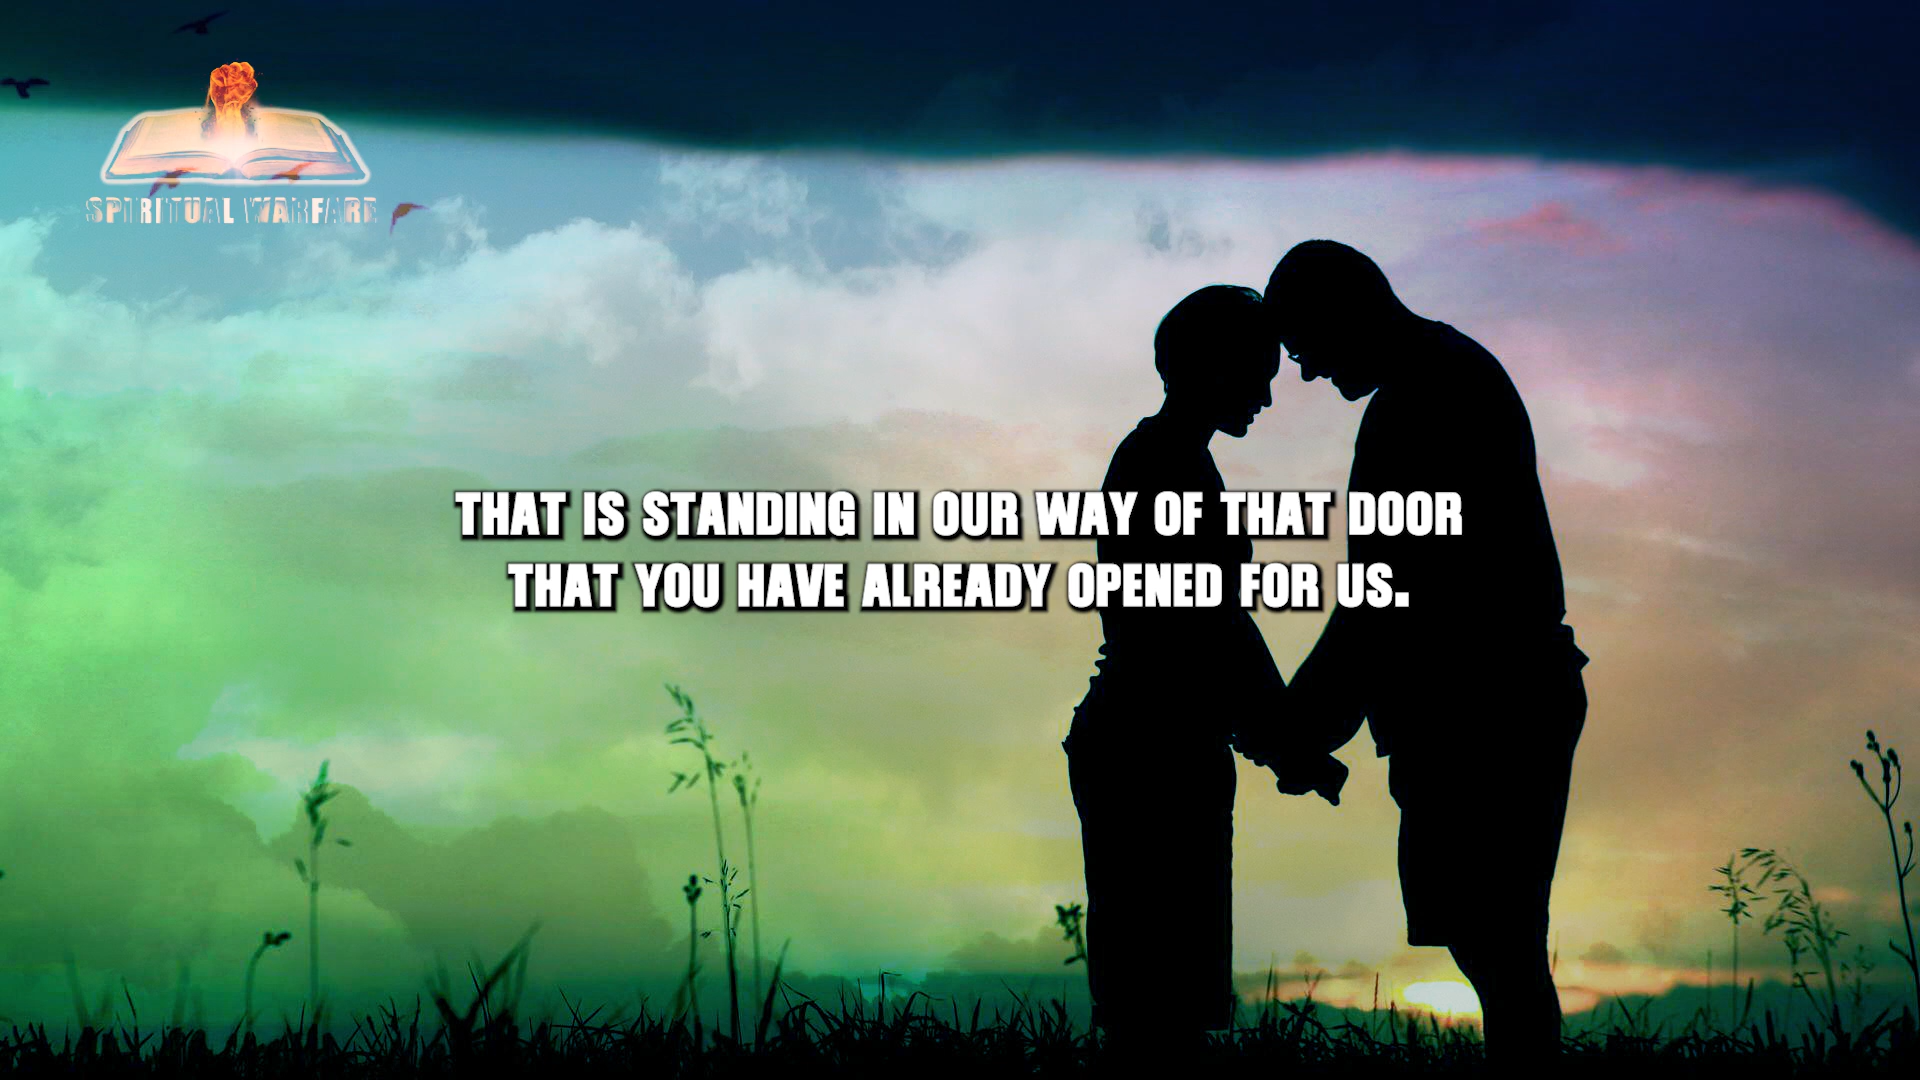 SPIRITUAL WARFARE
THAT IS STANDING IN OUR WAY OF THAT DOOR
THAT YOU HAVE ALREADY OPENED FOR US.